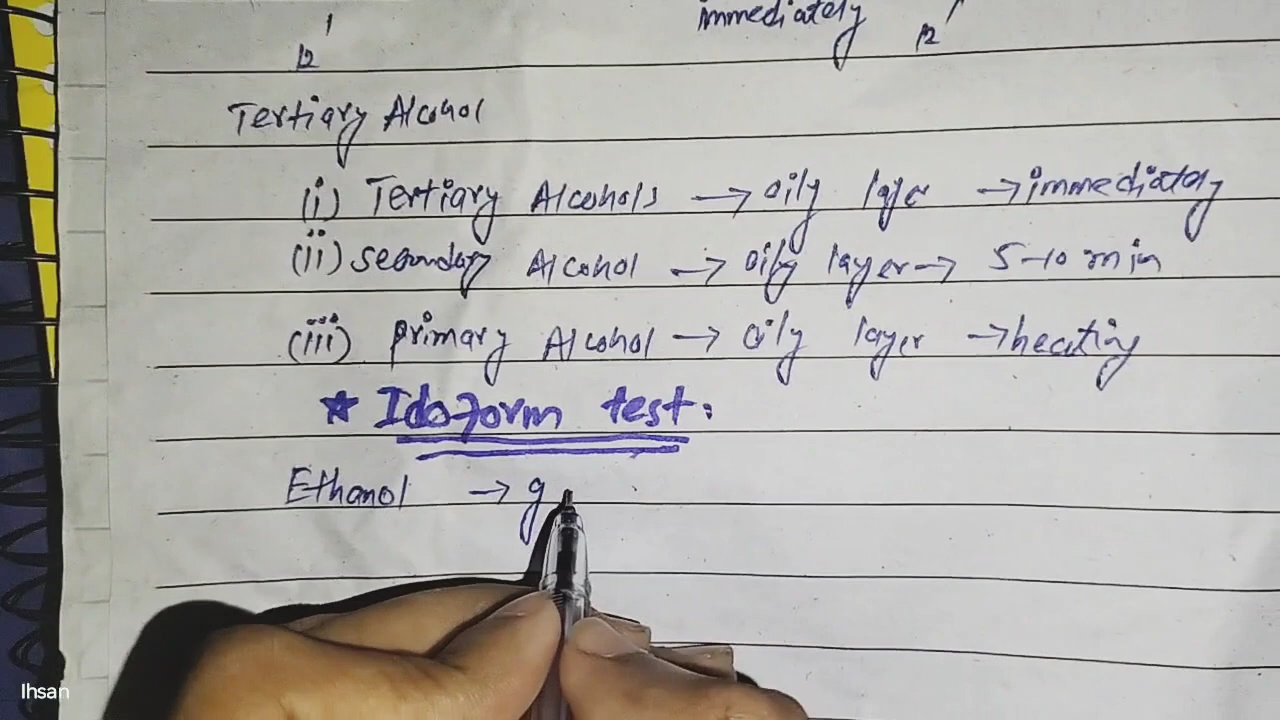 immediately
R' R'
Tertiary Alcohol
(i) Tertiary Alcohols → oily layer → immediately
(ii) secondary Alcohol → oily layer → 5-10 min
(iii) primary Alcohol → oily layer → heating
★ Idoform test:
Ethanol → g
Ihsan